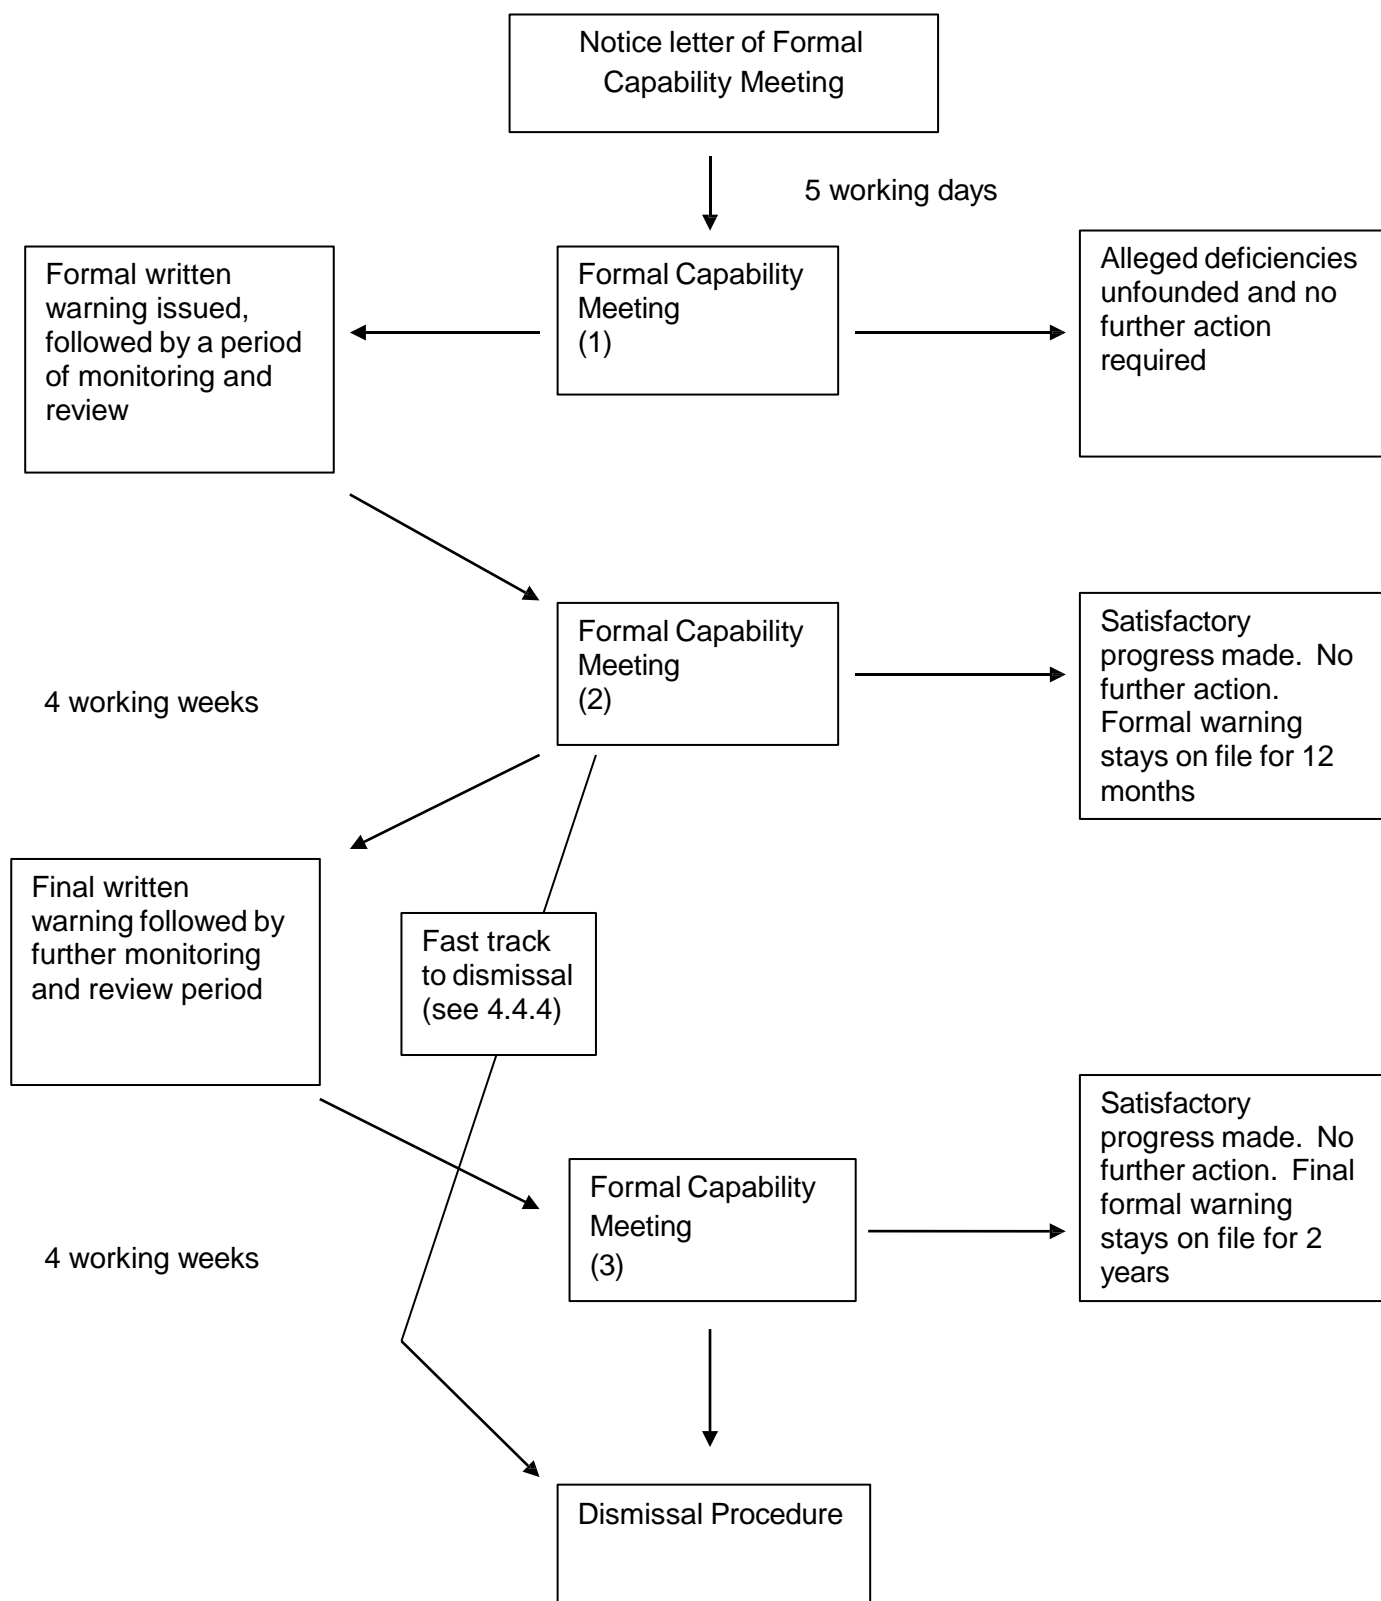 Notice letter of Formal
Capability Meeting
5 working days
Formal written
warning issued,
followed by a period
of monitoring and
review
Formal Capability
Meeting
(1)
Alleged deficiencies
unfounded and no
further action
required
4 working weeks
Formal Capability
Meeting
(2)
Satisfactory
progress made.  No
further action.
Formal warning
stays on file for 12
months
Final written
warning followed by
further monitoring
and review period
Fast track
to dismissal
(see 4.4.4)
4 working weeks
Formal Capability
Meeting
(3)
Satisfactory
progress made.  No
further action.  Final
formal warning
stays on file for 2
years
Dismissal Procedure